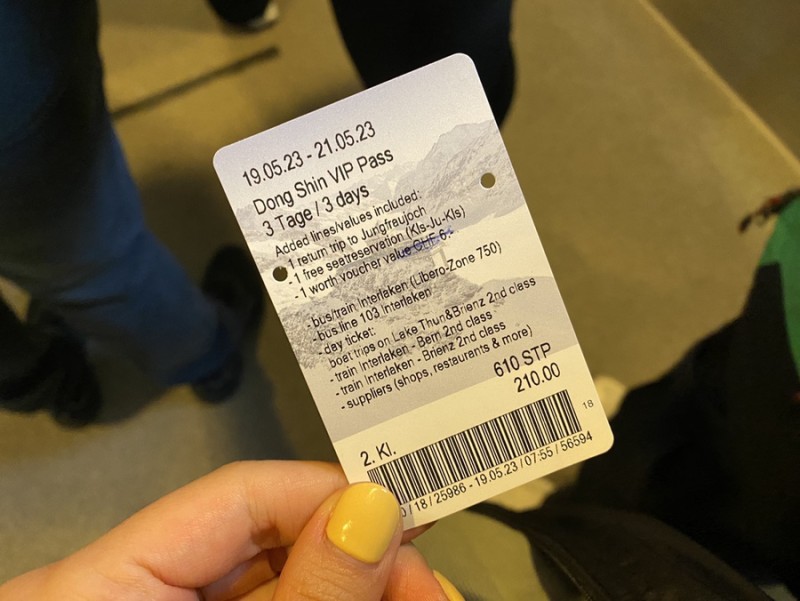 19.05.23 - 21.05.23
Dong Shin VIP Pass
3 Tage / 3 days
Added lines/values included:
- 1 return trip to Jungfraujoch
- 1 free seatreservation (Kls-Ju-Kls)
- 1 worth voucher value CHF 6.-
- bus/train Interlaken (Libero-Zone 750)
- bus line 103 Interlaken
- day ticket:
boat trips on Lake Thun&Brienz 2nd class
- train Interlaken - Bern 2nd class
- train Interlaken - Brienz 2nd class
- suppliers (shops, restaurants & more)
610 STP
210.00
2. Kl.
18
0 / 18 / 25986 - 19.05.23 / 07:55 / 56594